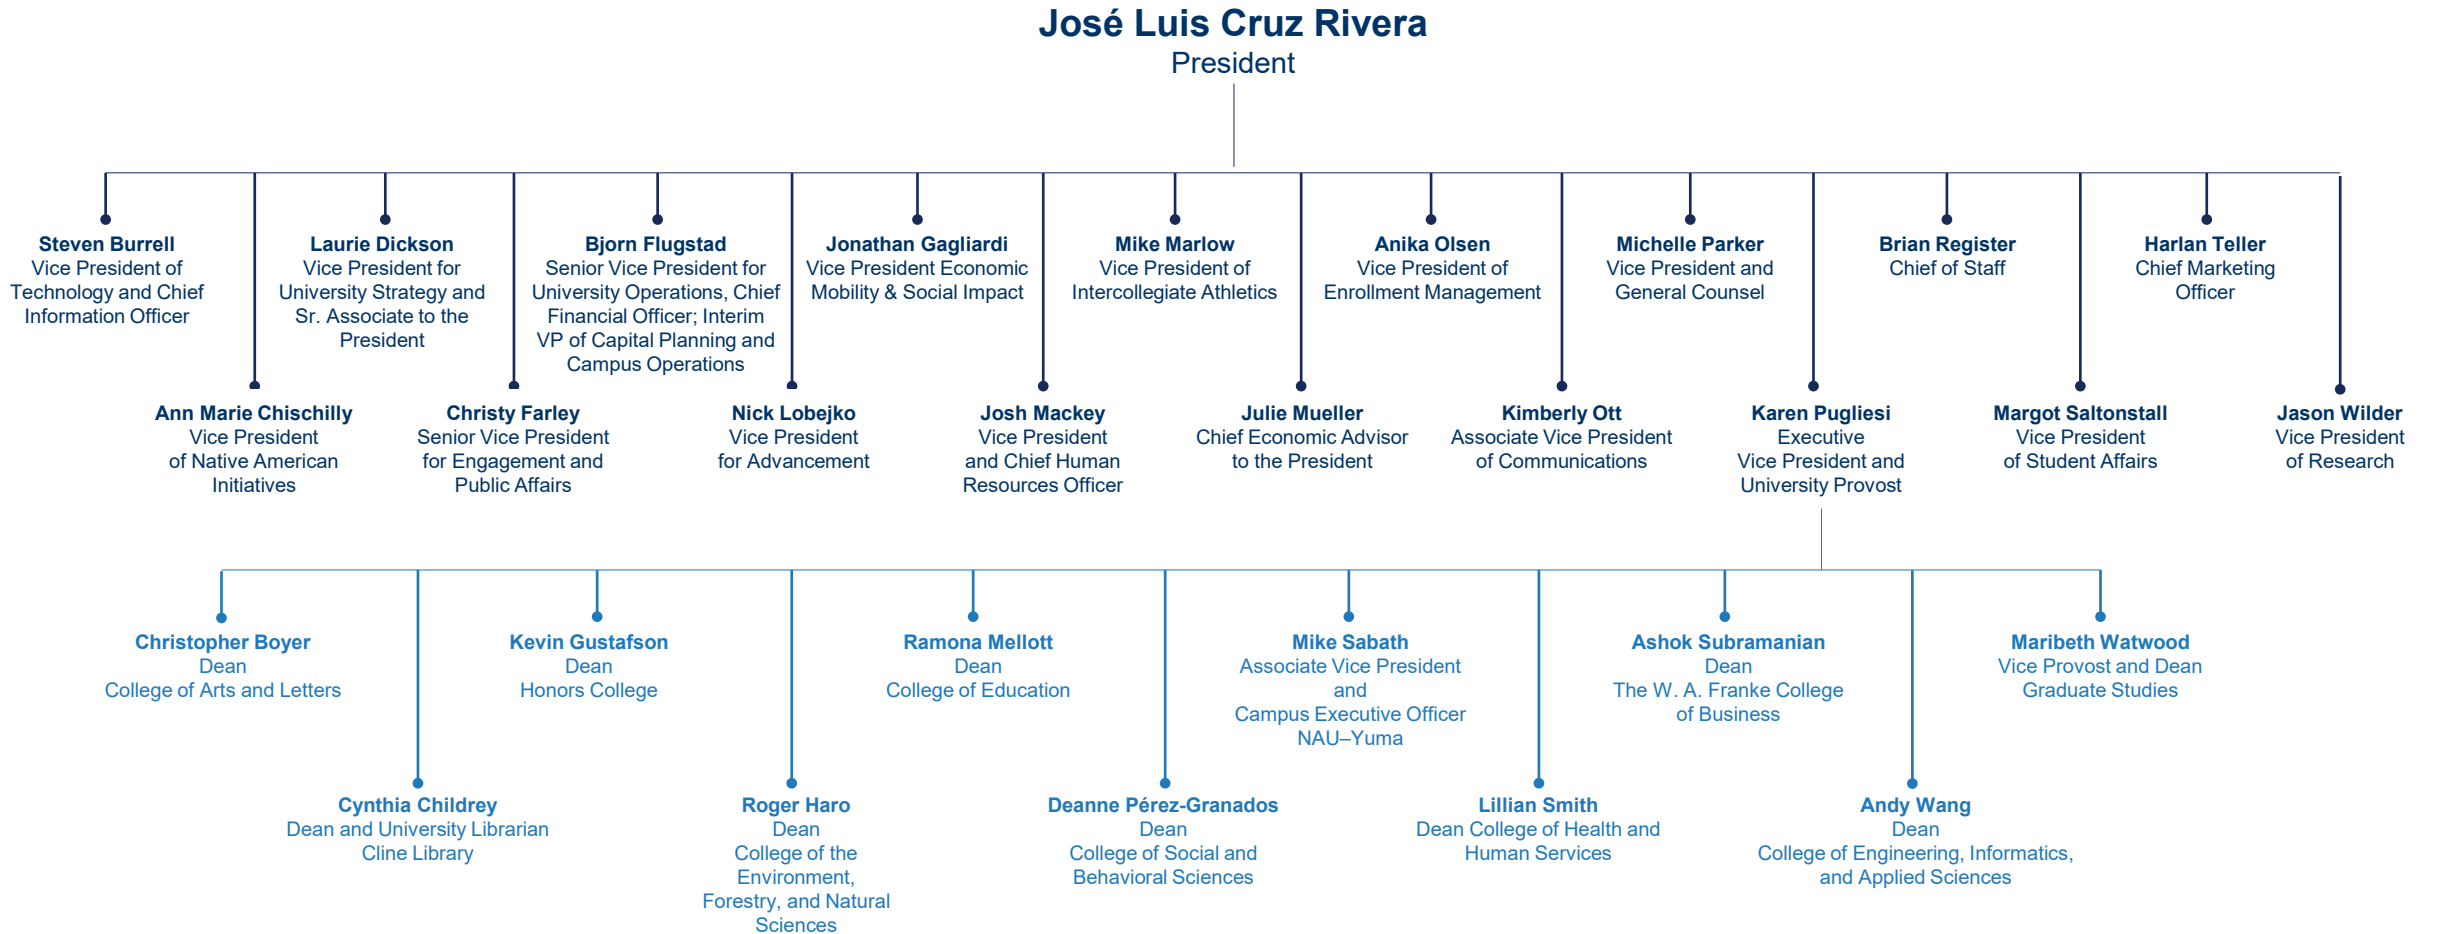 José Luis Cruz Rivera
President
Steven Burrell
Vice President of
Technology and Chief
Information Officer
Laurie Dickson
Vice President for
University Strategy and
Sr. Associate to the
President
Bjorn Flugstad
Senior Vice President for
University Operations, Chief
Financial Officer; Interim
VP of Capital Planning and
Campus Operations
Jonathan Gagliardi
Vice President Economic
Mobility & Social Impact
Mike Marlow
Vice President of
Intercollegiate Athletics
Anika Olsen
Vice President of
Enrollment Management
Michelle Parker
Vice President and
General Counsel
Brian Register
Chief of Staff
Harlan Teller
Chief Marketing
Officer
Ann Marie Chischilly
Vice President
of Native American
Initiatives
Christy Farley
Senior Vice President
for Engagement and
Public Affairs
Nick Lobejko
Vice President
for Advancement
Josh Mackey
Vice President
and Chief Human
Resources Officer
Julie Mueller
Chief Economic Advisor
to the President
Kimberly Ott
Associate Vice President
of Communications
Karen Pugliesi
Executive
Vice President and
University Provost
Margot Saltonstall
Vice President
of Student Affairs
Jason Wilder
Vice President
of Research
Christopher Boyer
Dean
College of Arts and Letters
Kevin Gustafson
Dean
Honors College
Ramona Mellott
Dean
College of Education
Mike Sabath
Associate Vice President
and
Campus Executive Officer
NAU–Yuma
Ashok Subramanian
Dean
The W. A. Franke College
of Business
Maribeth Watwood
Vice Provost and Dean
Graduate Studies
Cynthia Childrey
Dean and University Librarian
Cline Library
Roger Haro
Dean
College of the
Environment,
Forestry, and Natural
Sciences
Deanne Pérez-Granados
Dean
College of Social and
Behavioral Sciences
Lillian Smith
Dean College of Health and
Human Services
Andy Wang
Dean
College of Engineering, Informatics,
and Applied Sciences